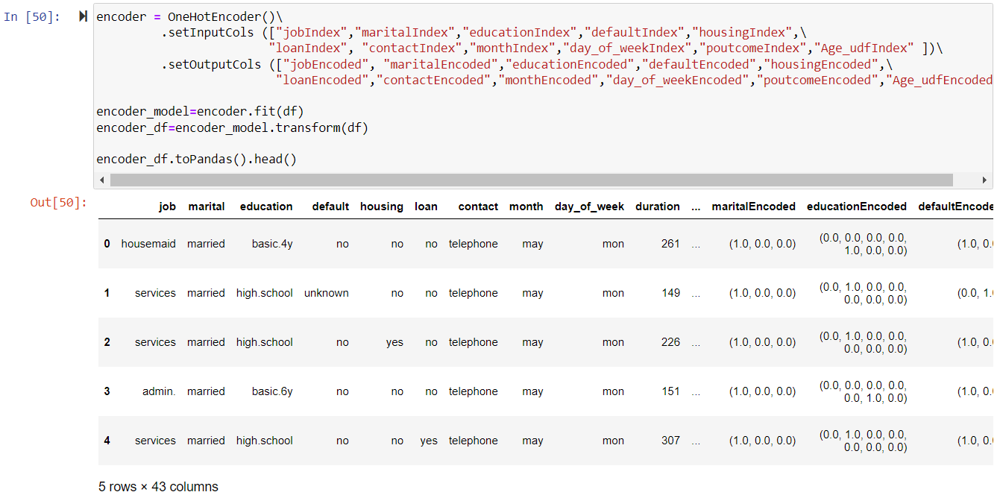 In [50]:
encoder = OneHotEncoder()\
.setInputCols (["jobIndex","maritalIndex","educationIndex","defaultIndex","housingIndex",\
"loanIndex", "contactIndex","monthIndex","day_of_weekIndex","poutcomeIndex","Age_udfIndex" ])\
.setOutputCols (["jobEncoded", "maritalEncoded","educationEncoded","defaultEncoded","housingEncoded",\
"loanEncoded","contactEncoded","monthEncoded","day_of_weekEncoded","poutcomeEncoded","Age_udfEncoded
encoder_model=encoder.fit(df)
encoder_df=encoder_model.transform(df)
encoder_df.toPandas().head()
Out[50]:
job marital education default housing loan contact month day_of_week duration ... maritalEncoded educationEncoded defaultEncode
0 housemaid married basic.4y no no no telephone may mon 261 ... (1.0, 0.0, 0.0) (0.0, 0.0, 0.0, 0.0, (1.0, 0.0
1.0, 0.0, 0.0)
1 services married high.school unknown no no telephone may mon 149 ... (1.0, 0.0, 0.0) (0.0, 1.0, 0.0, 0.0, (0.0, 1.0
0.0, 0.0, 0.0)
2 services married high.school no yes no telephone may mon 226 ... (1.0, 0.0, 0.0) (0.0, 1.0, 0.0, 0.0, (1.0, 0.0
0.0, 0.0, 0.0)
3 admin. married basic.6y no no no telephone may mon 151 ... (1.0, 0.0, 0.0) (0.0, 0.0, 0.0, 0.0, (1.0, 0.0
0.0, 1.0, 0.0)
4 services married high.school no no yes telephone may mon 307 ... (1.0, 0.0, 0.0) (0.0, 1.0, 0.0, 0.0, (1.0, 0.0
0.0, 0.0, 0.0)
5 rows × 43 columns